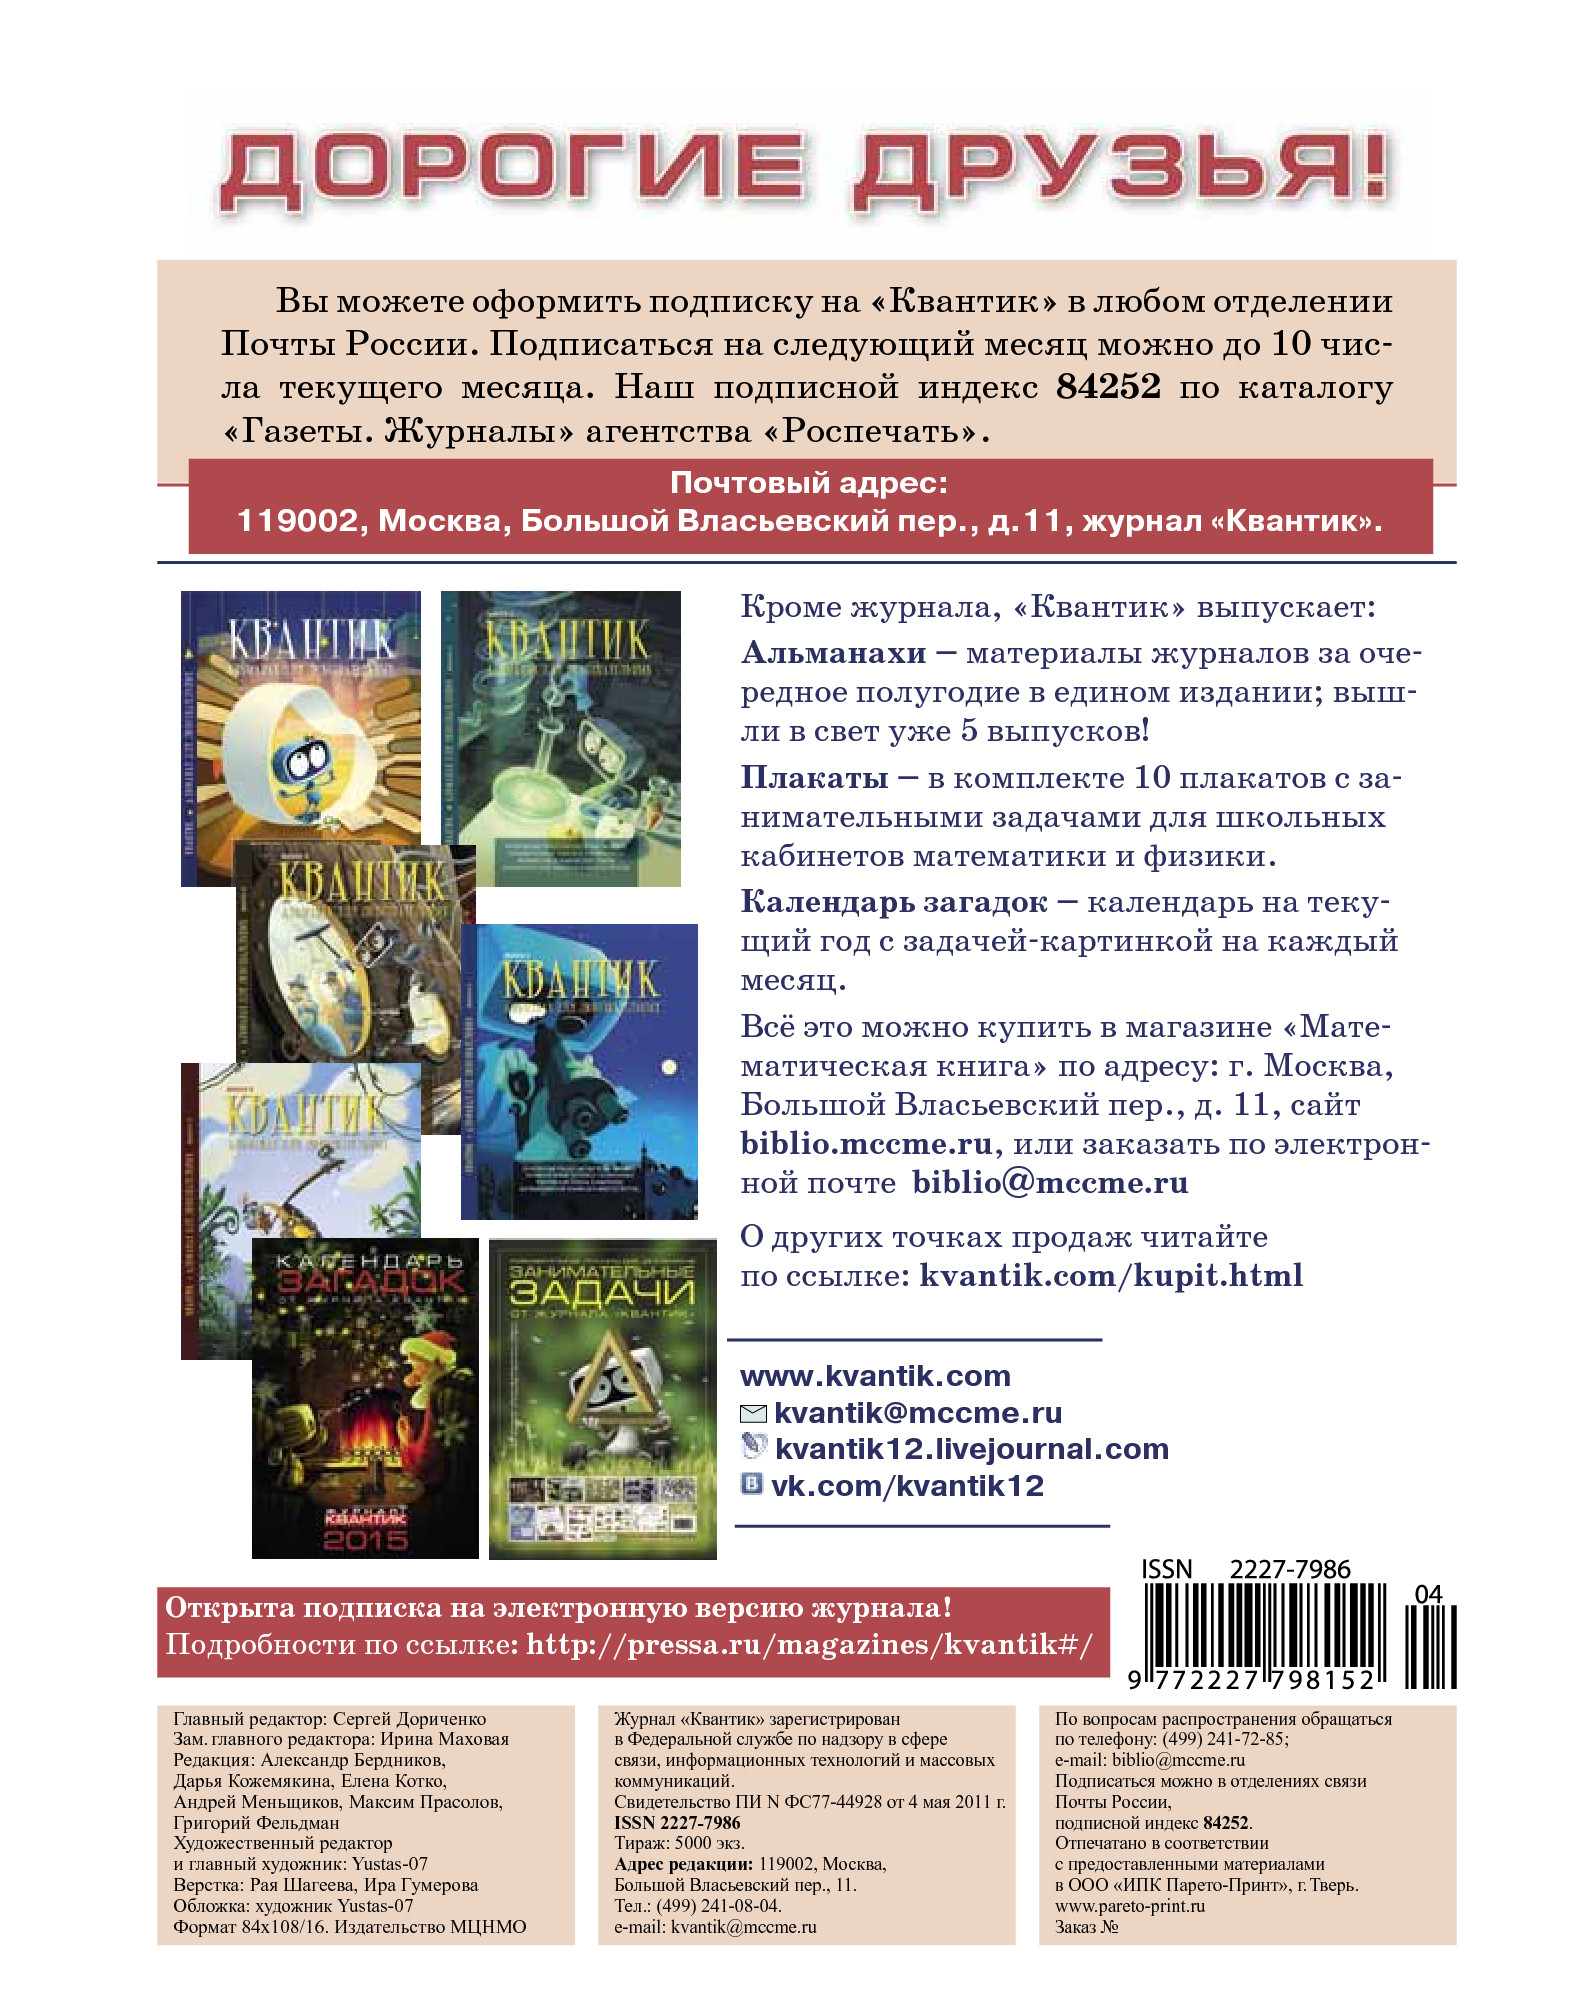 ДОРОГИЕ ДРУЗЬЯ!
Вы можете оформить подписку на «Квантик» в любом отделении
Почты России. Подписаться на следующий месяц можно до 10 чис-
ла текущего месяца. Наш подписной индекс 84252 по каталогу
«Газеты. Журналы» агентства «Роспечать».
Почтовый адрес:
119002, Москва, Большой Власьевский пер., д.11, журнал «Квантик».
КВАНТИК
КВАНТИК
КВАНТИК
КВАНТИК
КВАНТИК
КАЛЕНДАРЬ
ЗАГАДОК
ОТ ЖУРНАЛА КВАНТИК
ЖУРНАЛ
КВАНТИК
2015
ЗАНИМАТЕЛЬНЫЕ
ЗАДАЧИ
ОТ ЖУРНАЛА «КВАНТИК»
Кроме журнала, «Квантик» выпускает:
Альманахи – материалы журналов за оче-
редное полугодие в едином издании; выш-
ли в свет уже 5 выпусков!
Плакаты – в комплекте 10 плакатов с за-
нимательными задачами для школьных
кабинетов математики и физики.
Календарь загадок – календарь на теку-
щий год с задачей-картинкой на каждый
месяц.
Всё это можно купить в магазине «Мате-
матическая книга» по адресу: г. Москва,
Большой Власьевский пер., д. 11, сайт
biblio.mccme.ru, или заказать по электрон-
ной почте biblio@mccme.ru
О других точках продаж читайте
по ссылке: kvantik.com/kupit.html
www.kvantik.com
kvantik@mccme.ru
kvantik12.livejournal.com
B vk.com/kvantik12
Открыта подписка на электронную версию журнала!
Подробности по ссылке: http://pressa.ru/magazines/kvantik#/
ISSN 2227-7986
04
9 772227 798152
Главный редактор: Сергей Дориченко
Зам. главного редактора: Ирина Маховая
Редакция: Александр Бердников,
Дарья Кожемякина, Елена Котко,
Андрей Меньщиков, Максим Прасолов,
Григорий Фельдман
Художественный редактор
и главный художник: Yustas-07
Верстка: Рая Шагеева, Ира Гумерова
Обложка: художник Yustas-07
Формат 84x108/16. Издательство МЦНМО
Журнал «Квантик» зарегистрирован
в Федеральной службе по надзору в сфере
связи, информационных технологий и массовых
коммуникаций.
Свидетельство ПИ N ФС77-44928 от 4 мая 2011 г.
ISSN 2227-7986
Тираж: 5000 экз.
Адрес редакции: 119002, Москва,
Большой Власьевский пер., 11.
Тел.: (499) 241-08-04.
e-mail: kvantik@mccme.ru
По вопросам распространения обращаться
по телефону: (499) 241-72-85;
e-mail: biblio@mccme.ru
Подписаться можно в отделениях связи
Почты России,
подписной индекс 84252.
Отпечатано в соответствии
с предоставленными материалами
в ООО «ИПК Парето-Принт», г. Тверь.
www.pareto-print.ru
Заказ №